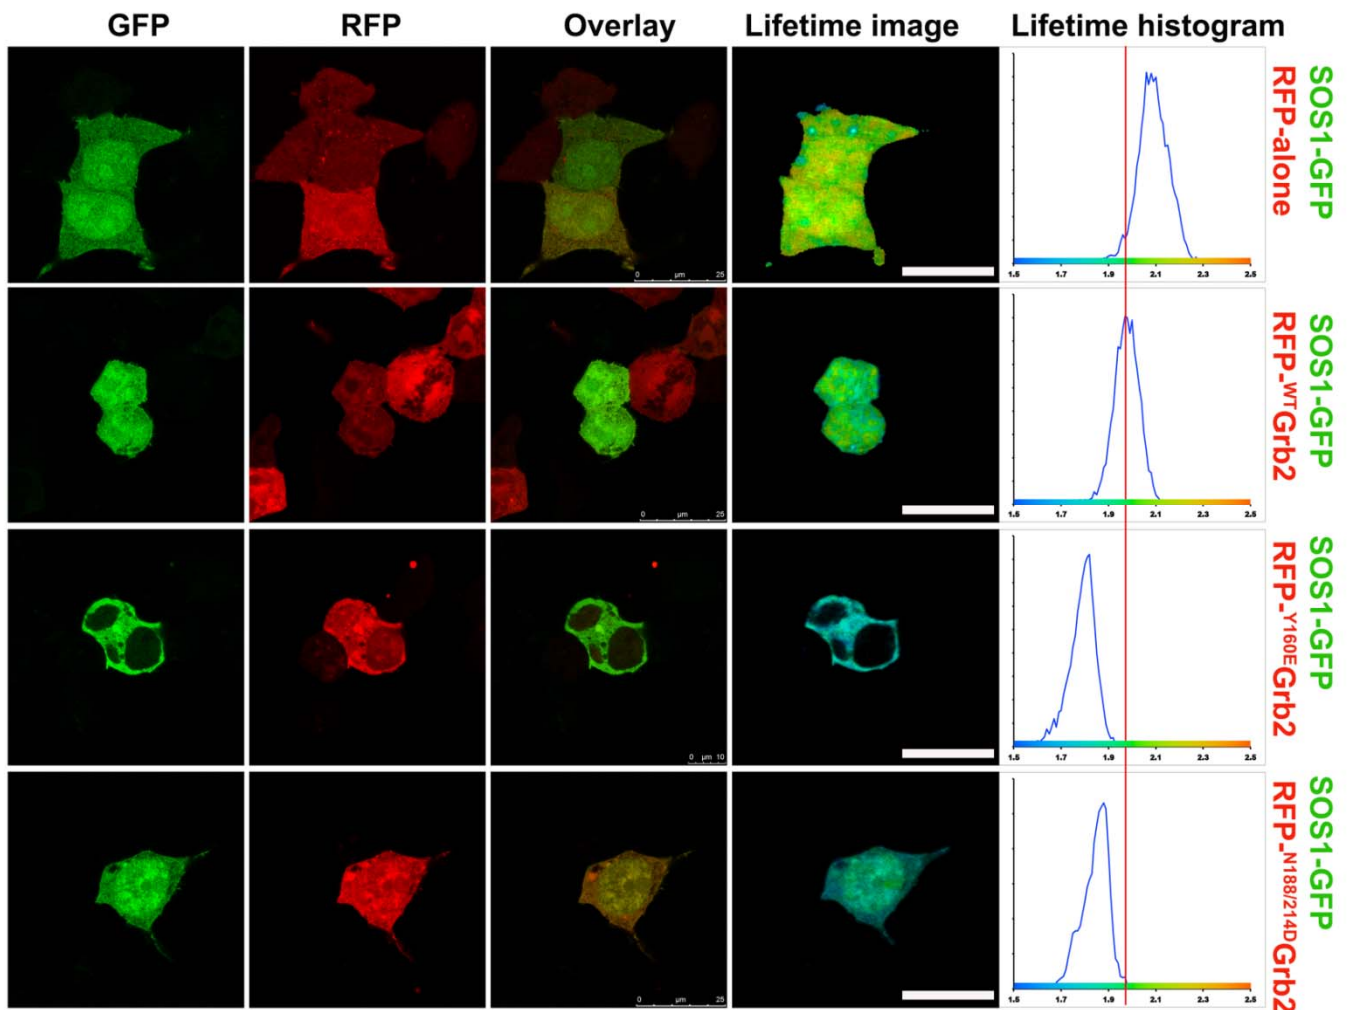 GFP RFP Overlay Lifetime image Lifetime histogram
0 µm 25
1.5 1.7 1.9 2.1 2.3 2.5
SOS1-GFP
RFP-alone
0 µm 25
1.5 1.7 1.9 2.1 2.3 2.5
SOS1-GFP
RFP-WTGrb2
0 µm 10
1.5 1.7 1.9 2.1 2.3 2.5
SOS1-GFP
RFP-Y160EGrb2
0 µm 25
1.5 1.7 1.9 2.1 2.3 2.5
SOS1-GFP
RFP-N188/214DGrb2